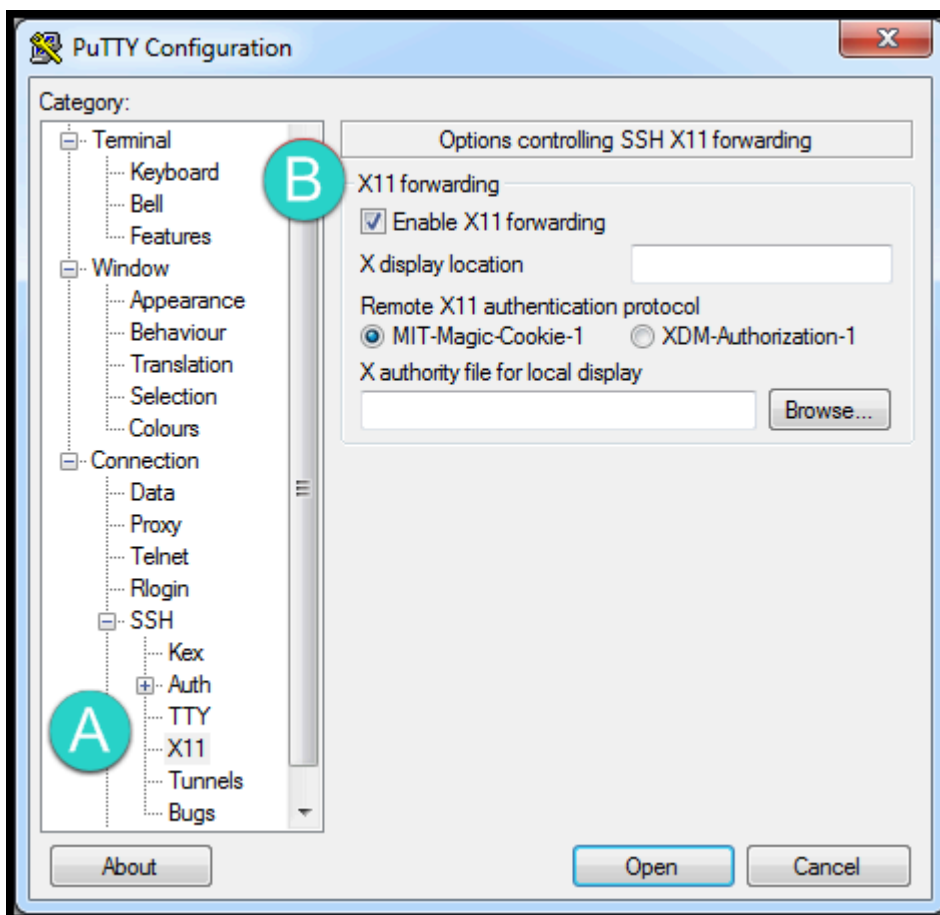 PuTTY Configuration
X
Category:
Terminal
Keyboard
Bell
Features
Window
Appearance
Behaviour
Translation
Selection
Colours
Connection
Data
Proxy
Telnet
Rlogin
SSH
Kex
Auth
TTY
X11
Tunnels
Bugs
A
B
Options controlling SSH X11 forwarding
X11 forwarding
Enable X11 forwarding
X display location
Remote X11 authentication protocol
MIT-Magic-Cookie-1 XDM-Authorization-1
X authority file for local display
Browse...
About Open Cancel